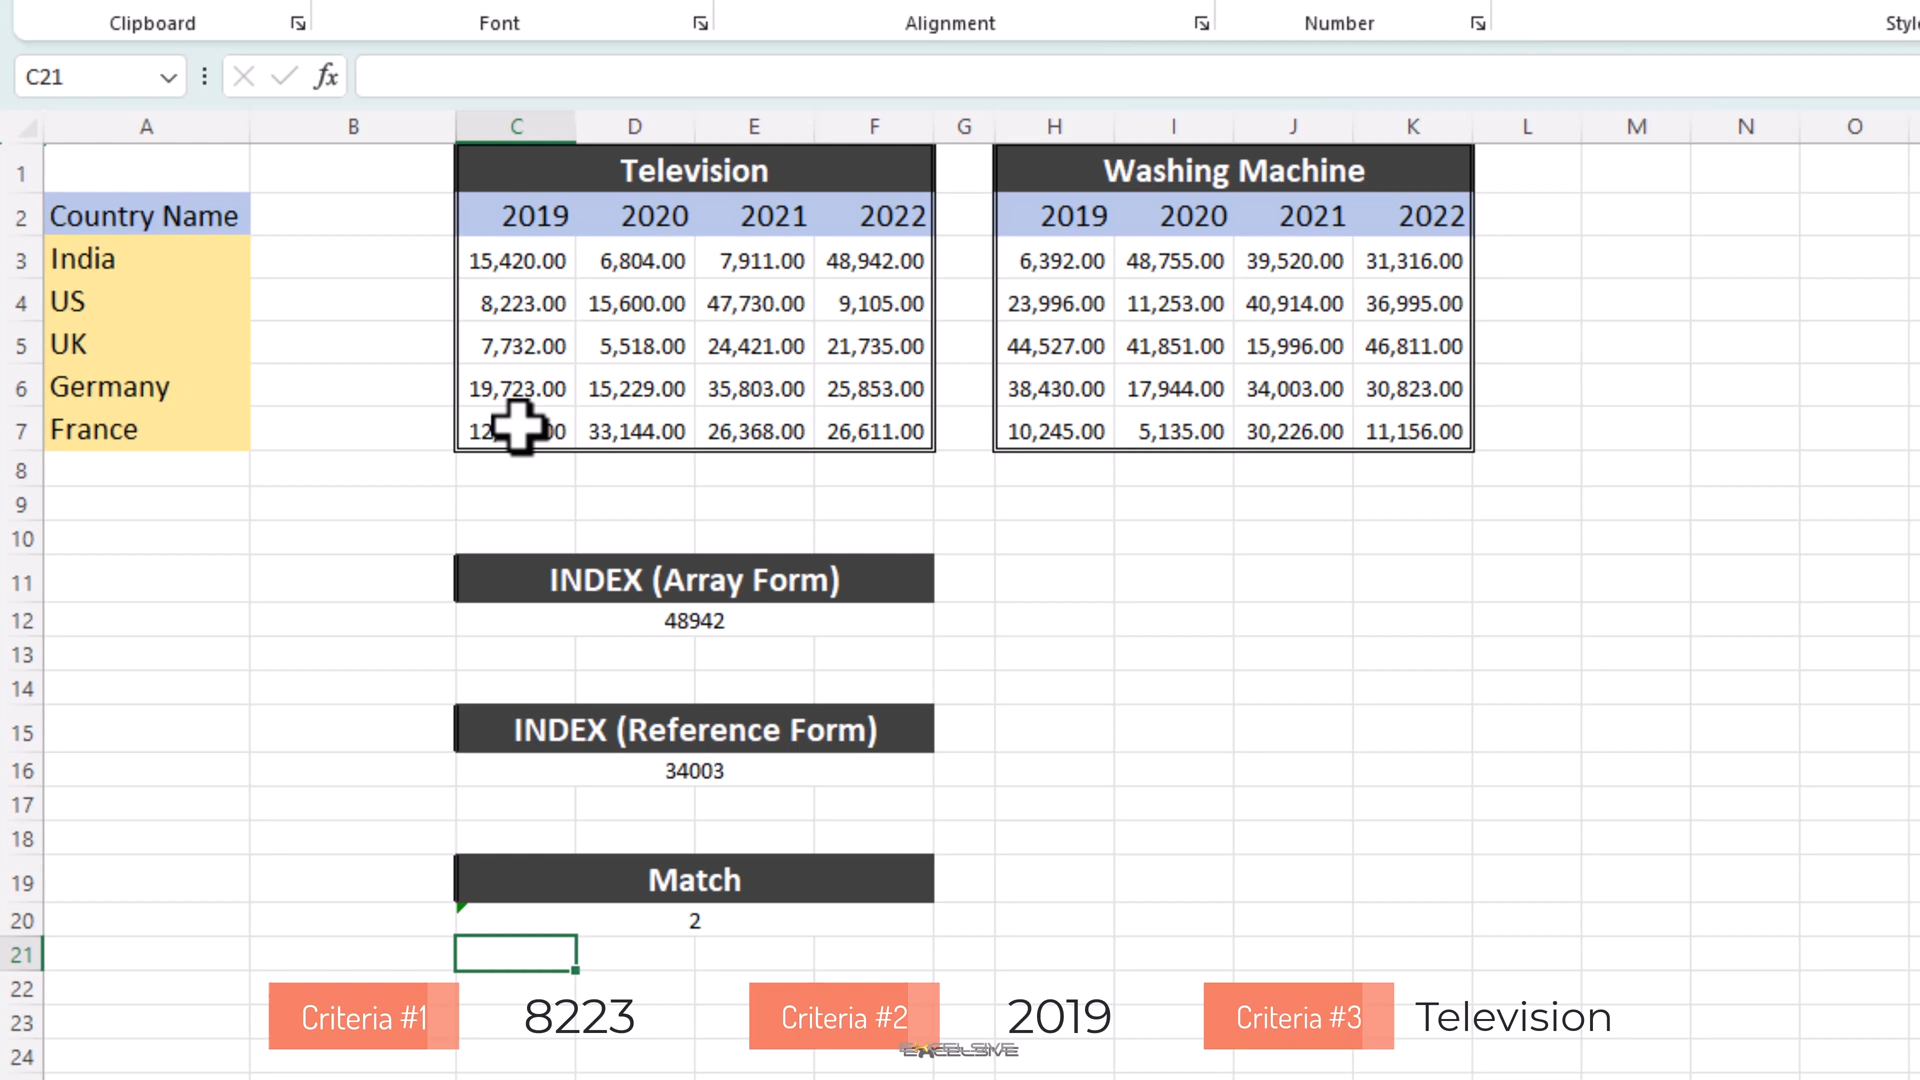 Clipboard Font Alignment Number
C21 fx
A B C D E F G H I J K L M N O
1 Television Washing Machine
2 Country Name 2019 2020 2021 2022 2019 2020 2021 2022
3 India 15,420.00 6,804.00 7,911.00 48,942.00 6,392.00 48,755.00 39,520.00 31,316.00
4 US 8,223.00 15,600.00 47,730.00 9,105.00 23,996.00 11,253.00 40,914.00 36,995.00
5 UK 7,732.00 5,518.00 24,421.00 21,735.00 44,527.00 41,851.00 15,996.00 46,811.00
6 Germany 19,723.00 15,229.00 35,803.00 25,853.00 38,430.00 17,944.00 34,003.00 30,823.00
7 France 33,144.00 26,368.00 26,611.00 10,245.00 5,135.00 30,226.00 11,156.00
8
9
10
11 INDEX (Array Form)
12 48942
13
14
15 INDEX (Reference Form)
16 34003
17
18
19 Match
20 2
21
22
23 Criteria #1 8223 Criteria #2 2019 Criteria #3 Television
EXCELSIVE
24